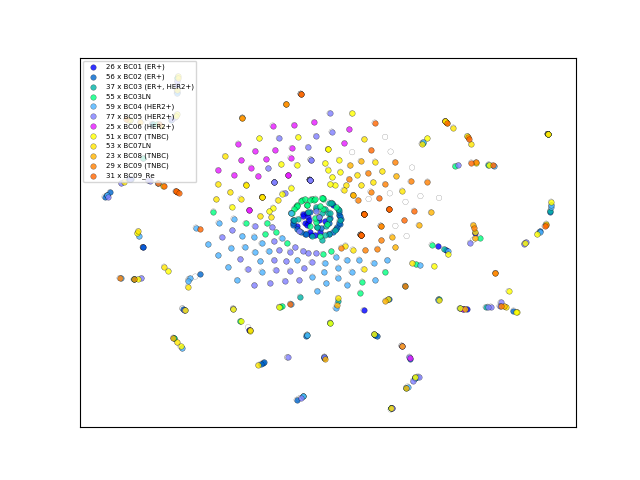 26 x BC01 (ER+)
56 x BC02 (ER+)
37 x BC03 (ER+, HER2+)
55 x BC03LN
59 x BC04 (HER2+)
77 x BC05 (HER2+)
25 x BC06 (HER2+)
51 x BC07 (TNBC)
53 x BC07LN
23 x BC08 (TNBC)
29 x BC09 (TNBC)
31 x BC09_Re